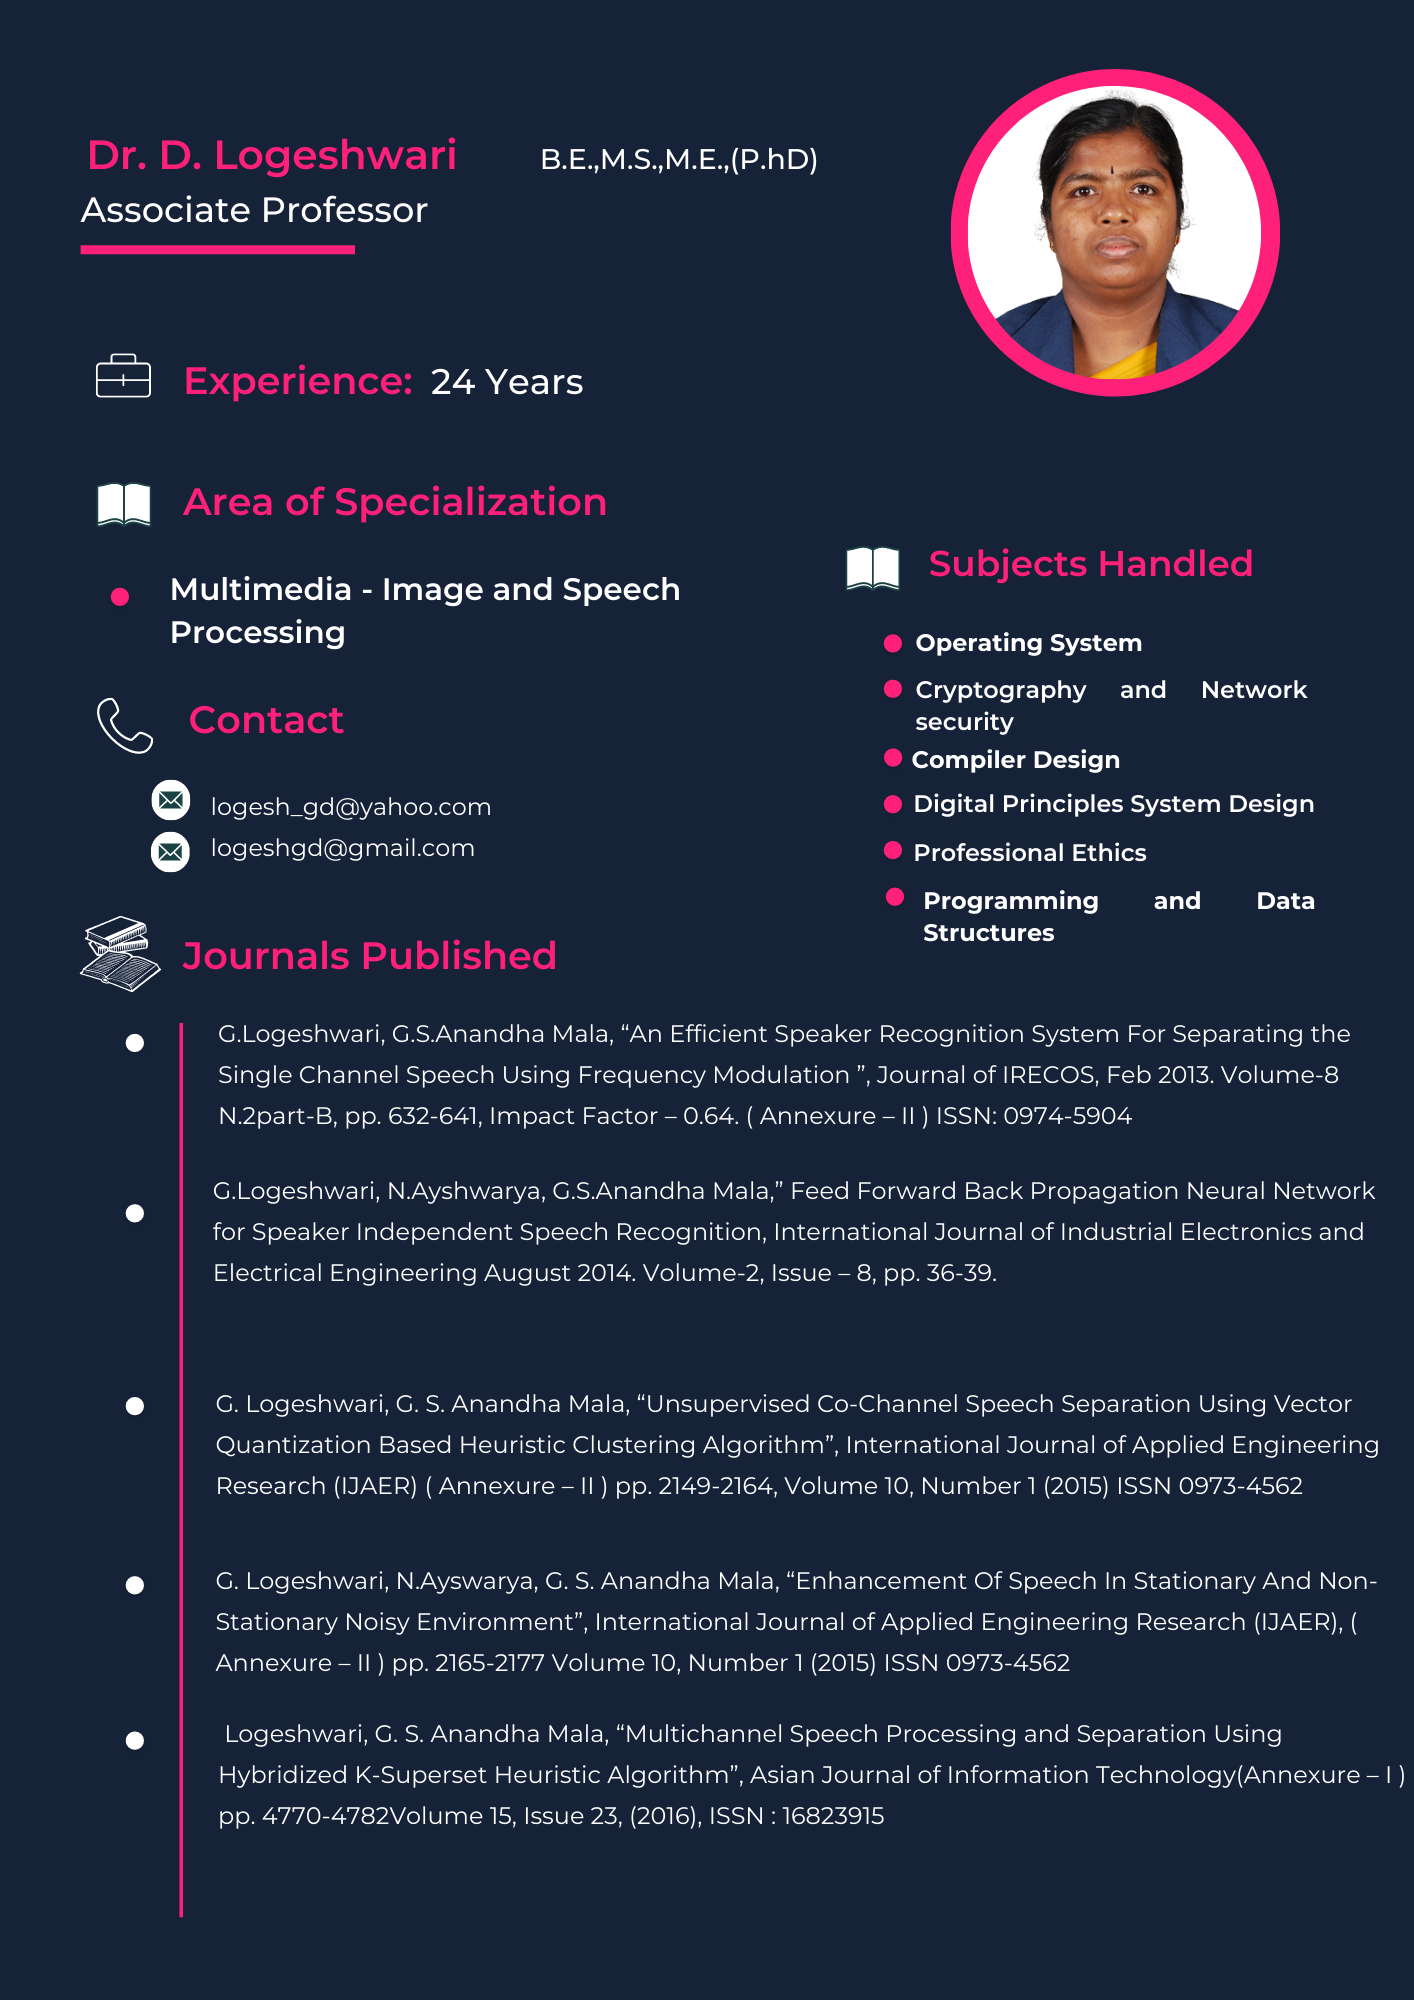 Dr. D. Logeshwari
B.E.,M.S.,M.E.,(P.hD)
Associate Professor
Experience: 24 Years
Area of Specialization
Multimedia - Image and Speech
Processing
Contact
logesh_gd@yahoo.com
logeshgd@gmail.com
Subjects Handled
Operating System
Cryptography and Network
security
Compiler Design
Digital Principles System Design
Professional Ethics
Programming and Data
Structures
Journals Published
G.Logeshwari, G.S.Anandha Mala, “An Efficient Speaker Recognition System For Separating the
Single Channel Speech Using Frequency Modulation ”, Journal of IRECOS, Feb 2013. Volume-8
N.2part-B, pp. 632-641, Impact Factor – 0.64. ( Annexure – II ) ISSN: 0974-5904
G.Logeshwari, N.Ayshwarya, G.S.Anandha Mala,” Feed Forward Back Propagation Neural Network
for Speaker Independent Speech Recognition, International Journal of Industrial Electronics and
Electrical Engineering August 2014. Volume-2, Issue – 8, pp. 36-39.
G. Logeshwari, G. S. Anandha Mala, “Unsupervised Co-Channel Speech Separation Using Vector
Quantization Based Heuristic Clustering Algorithm”, International Journal of Applied Engineering
Research (IJAER) ( Annexure – II ) pp. 2149-2164, Volume 10, Number 1 (2015) ISSN 0973-4562
G. Logeshwari, N.Ayswarya, G. S. Anandha Mala, “Enhancement Of Speech In Stationary And Non-
Stationary Noisy Environment”, International Journal of Applied Engineering Research (IJAER), (
Annexure – II ) pp. 2165-2177 Volume 10, Number 1 (2015) ISSN 0973-4562
Logeshwari, G. S. Anandha Mala, “Multichannel Speech Processing and Separation Using
Hybridized K-Superset Heuristic Algorithm”, Asian Journal of Information Technology(Annexure – I )
pp. 4770-4782Volume 15, Issue 23, (2016), ISSN : 16823915